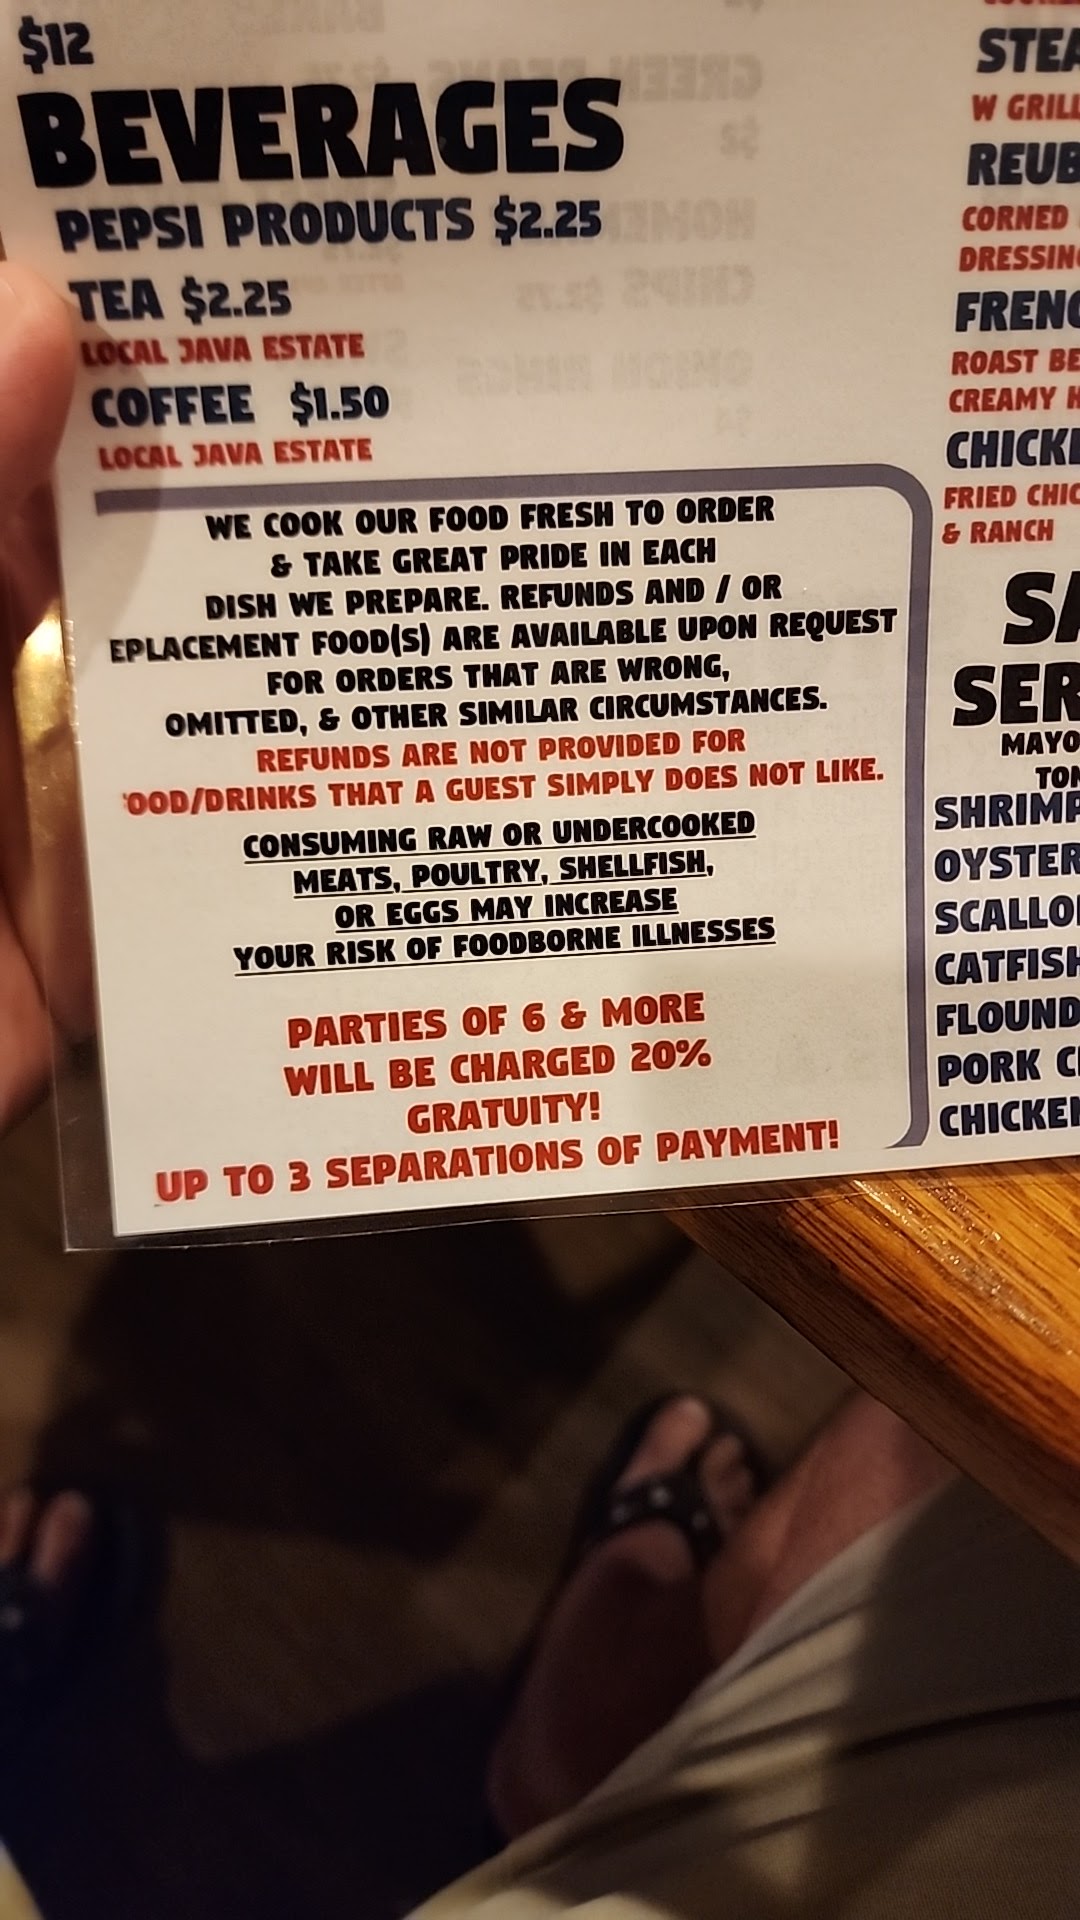 $12
BEVERAGES
PEPSI PRODUCTS $2.25
TEA $2.25
LOCAL JAVA ESTATE
COFFEE $1.50
LOCAL JAVA ESTATE
WE COOK OUR FOOD FRESH TO ORDER
& TAKE GREAT PRIDE IN EACH
DISH WE PREPARE. REFUNDS AND / OR
EPLACEMENT FOOD(S) ARE AVAILABLE UPON REQUEST
FOR ORDERS THAT ARE WRONG,
OMITTED, & OTHER SIMILAR CIRCUMSTANCES.
REFUNDS ARE NOT PROVIDED FOR
OOD/DRINKS THAT A GUEST SIMPLY DOES NOT LIKE.
CONSUMING RAW OR UNDERCOOKED
MEATS, POULTRY, SHELLFISH,
OR EGGS MAY INCREASE
YOUR RISK OF FOODBORNE ILLNESSES
PARTIES OF 6 & MORE
WILL BE CHARGED 20%
GRATUITY!
UP TO 3 SEPARATIONS OF PAYMENT!
STEA
W GRILL
REUB
CORNED
DRESSING
FRENC
ROAST BE
CREAMY H
CHICKE
FRIED CHIC
& RANCH
SA
SER
MAYO
TOM
SHRIMP
OYSTER
SCALLO
CATFISH
FLOUND
PORK CH
CHICKEN